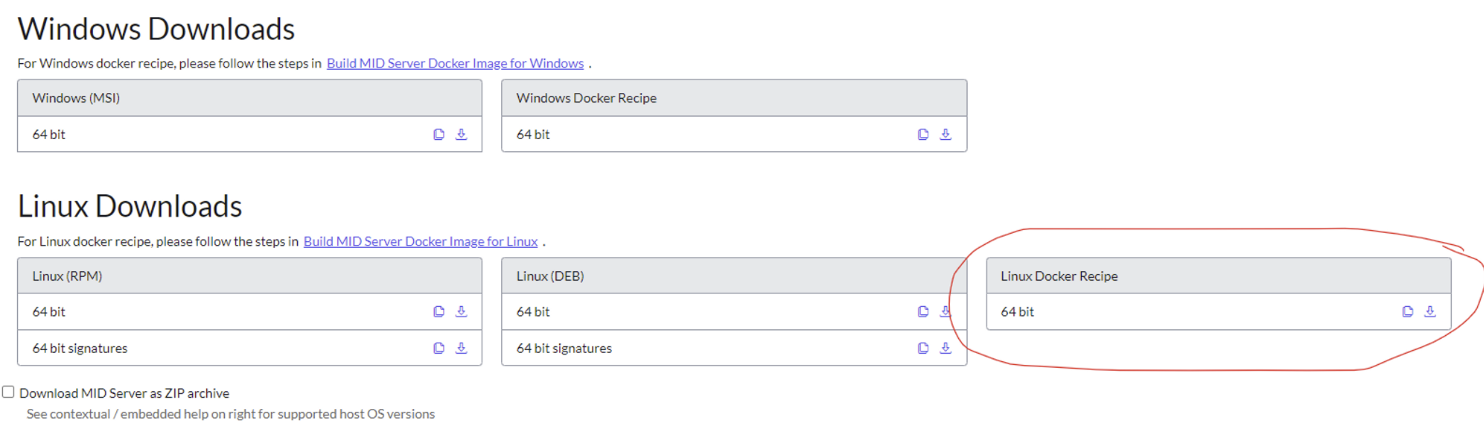 Windows Downloads
For Windows docker recipe, please follow the steps in Build MID Server Docker Image for Windows .
Windows (MSI)
64 bit
Windows Docker Recipe
64 bit
Linux Downloads
For Linux docker recipe, please follow the steps in Build MID Server Docker Image for Linux .
Linux (RPM)
64 bit
64 bit signatures
Linux (DEB)
64 bit
64 bit signatures
Linux Docker Recipe
64 bit
Download MID Server as ZIP archive
See contextual / embedded help on right for supported host OS versions